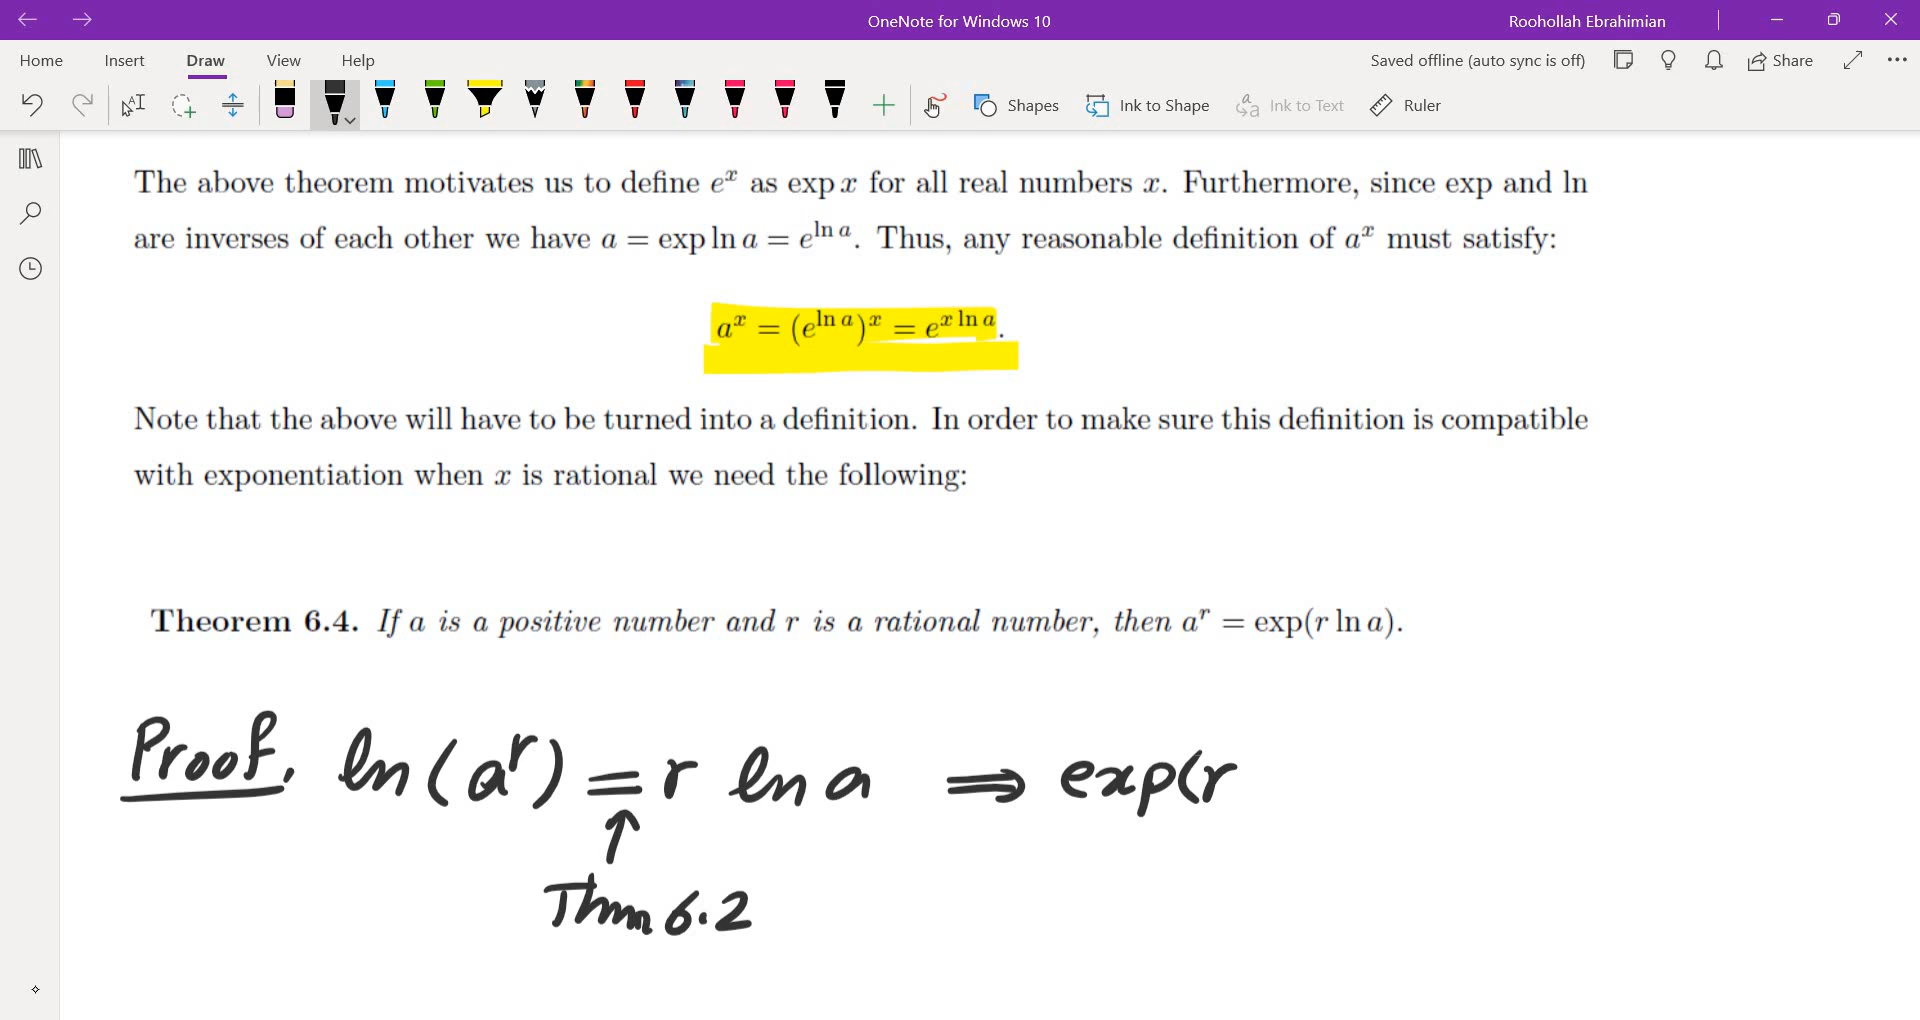 OneNote for Windows 10
Roohollah Ebrahimian
Home Insert Draw View Help
Saved offline (auto sync is off) Share
Shapes Ink to Shape Ink to Text Ruler
The above theorem motivates us to define eˣ as exp x for all real numbers x. Furthermore, since exp and ln
are inverses of each other we have a = exp ln a = e^{ln a}. Thus, any reasonable definition of aˣ must satisfy:
aˣ = (e^{ln a})ˣ = e^{x ln a}.
Note that the above will have to be turned into a definition. In order to make sure this definition is compatible
with exponentiation when x is rational we need the following:
Theorem 6.4. If a is a positive number and r is a rational number, then aʳ = exp(r ln a).
Proof. ln(aʳ) = r ln a ⟹ exp(r
↑
Thm 6.2